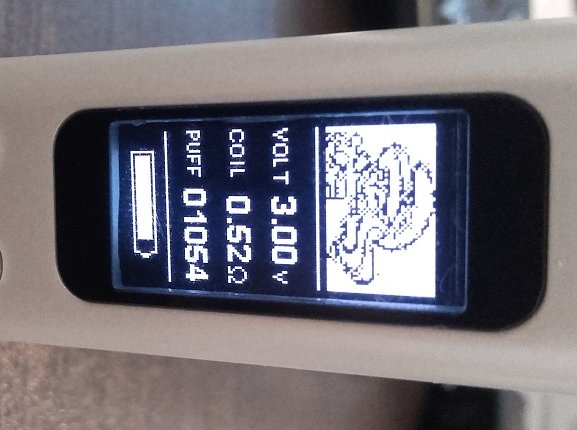 VOLT 3.00 V
COIL 0.52Ω
PUFF 01054